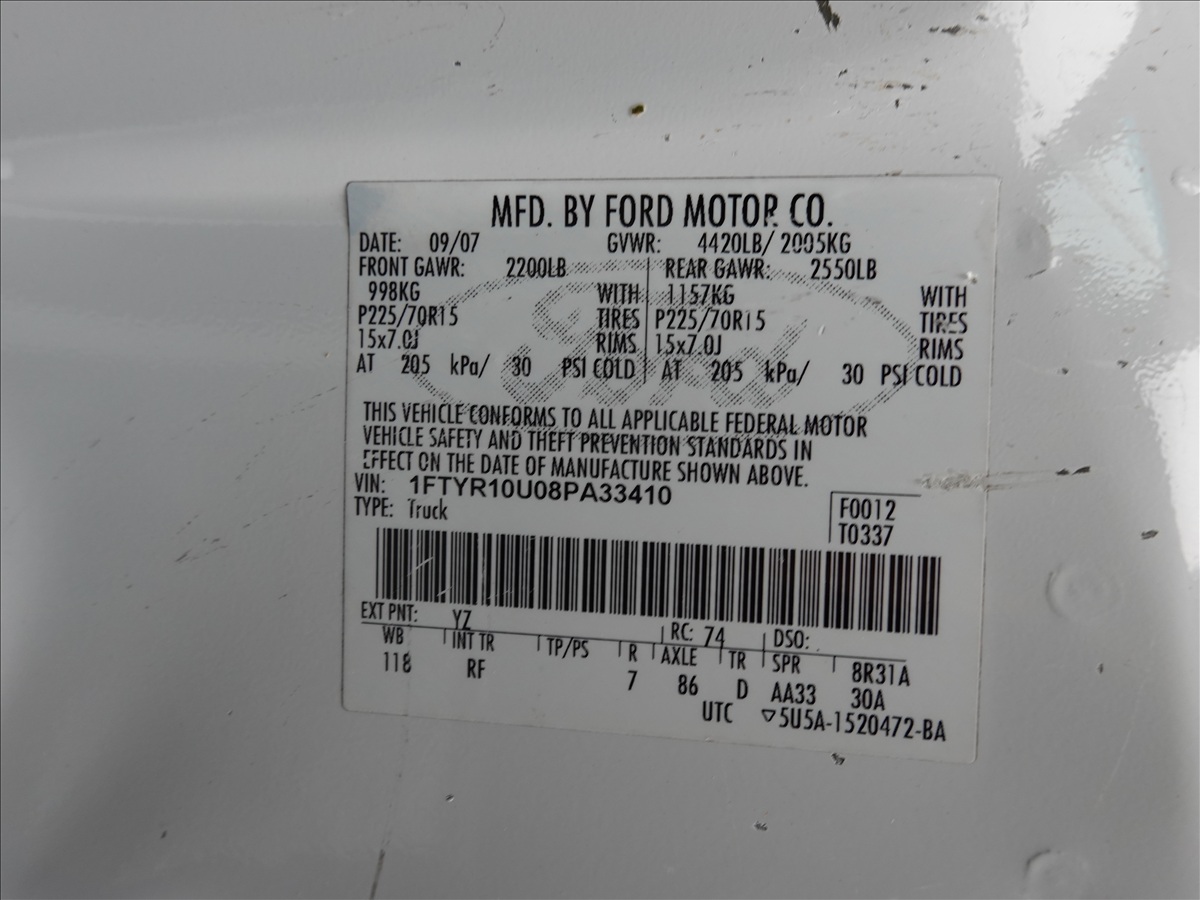 MFD. BY FORD MOTOR CO.
DATE: 09/07 GVWR: 4420LB/ 2005KG
FRONT GAWR: 2200LB REAR GAWR: 2550LB
998KG WITH 1157KG WITH
P225/70R15 TIRES P225/70R15 TIRES
15x7.0J RIMS 15x7.0J RIMS
AT 205 kPa/ 30 PSI COLD AT 205 kPa/ 30 PSI COLD
Ford
THIS VEHICLE CONFORMS TO ALL APPLICABLE FEDERAL MOTOR
VEHICLE SAFETY AND THEFT PREVENTION STANDARDS IN
EFFECT ON THE DATE OF MANUFACTURE SHOWN ABOVE.
VIN: 1FTYR10U08PA33410
TYPE: Truck
F0012
T0337
EXT PNT: YZ RC: 74 DSO:
WB INT TR TP/PS R AXLE TR SPR 8R31A
118 RF 7 86 D AA33 30A
UTC ▽5U5A-1520472-BA